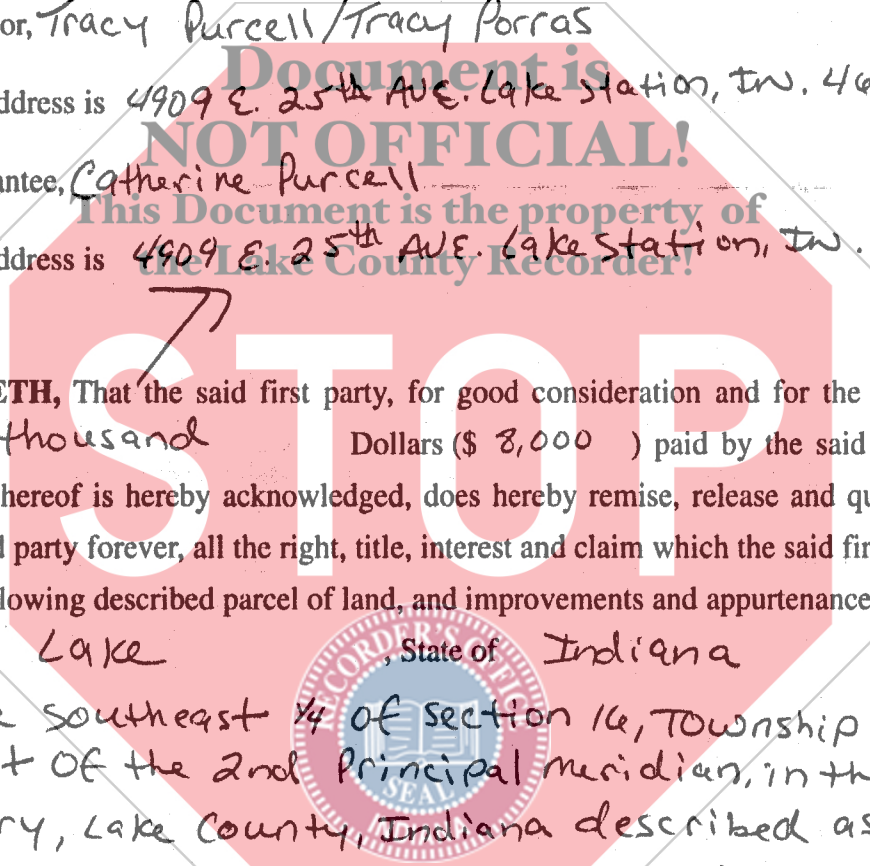 or, Tracy Purcell/Tracy Porras
Document is
ddress is 4909 E. 25th AVE. Lake Station, IN. 46
NOT OFFICIAL!
antee, Catherine Purcell
This Document is the property of
ddress is 4909 E. 25th AVE. Lake Station, IN.
the Lake County Recorder!
STOP
ETH, That the said first party, for good consideration and for the
thousand Dollars ($ 8,000 ) paid by the said
hereof is hereby acknowledged, does hereby remise, release and qu
l party forever, all the right, title, interest and claim which the said fir
lowing described parcel of land, and improvements and appurtenance
Lake , State of Indiana
RECORDER'S OFFICE
e Southeast 1/4 of section 16, Township
t of the 2nd Principal meridian, in th
SEAL
ry, Lake County, Indiana described as